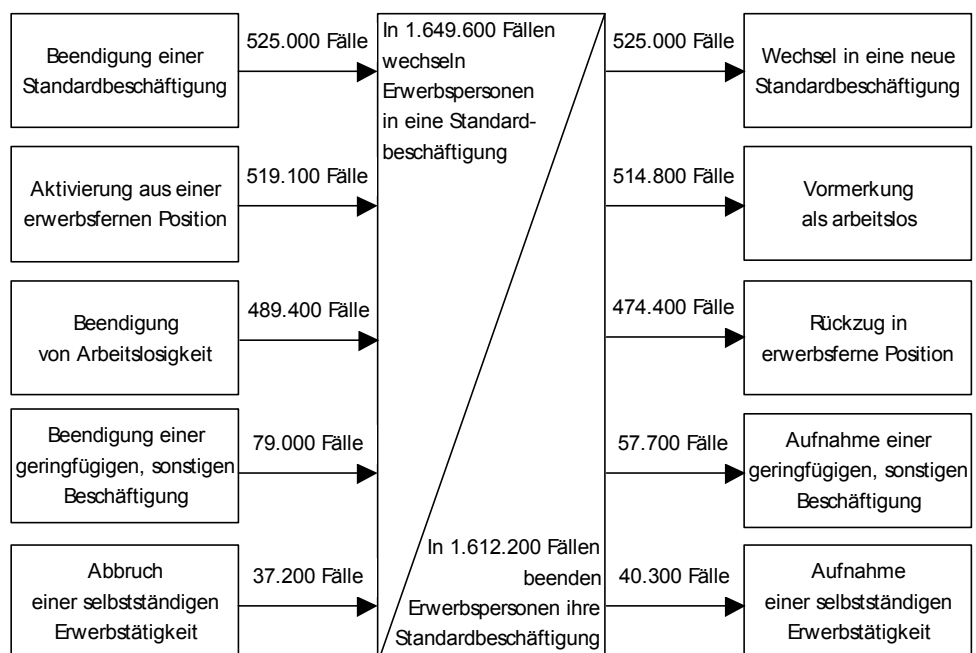 Beendigung einer
Standardbeschäftigung
525.000 Fälle
In 1.649.600 Fällen
wechseln
Erwerbspersonen
in eine Standard-
beschäftigung
525.000 Fälle
Wechsel in eine neue
Standardbeschäftigung
Aktivierung aus einer
erwerbsfernen Position
519.100 Fälle
514.800 Fälle
Vormerkung
als arbeitslos
Beendigung
von Arbeitslosigkeit
489.400 Fälle
474.400 Fälle
Rückzug in
erwerbsferne Position
Beendigung einer
geringfügigen, sonstigen
Beschäftigung
79.000 Fälle
57.700 Fälle
Aufnahme einer
geringfügigen, sonstigen
Beschäftigung
Abbruch
einer selbstständigen
Erwerbstätigkeit
37.200 Fälle
In 1.612.200 Fällen
beenden
Erwerbspersonen ihre
Standardbeschäftigung
40.300 Fälle
Aufnahme
einer selbstständigen
Erwerbstätigkeit